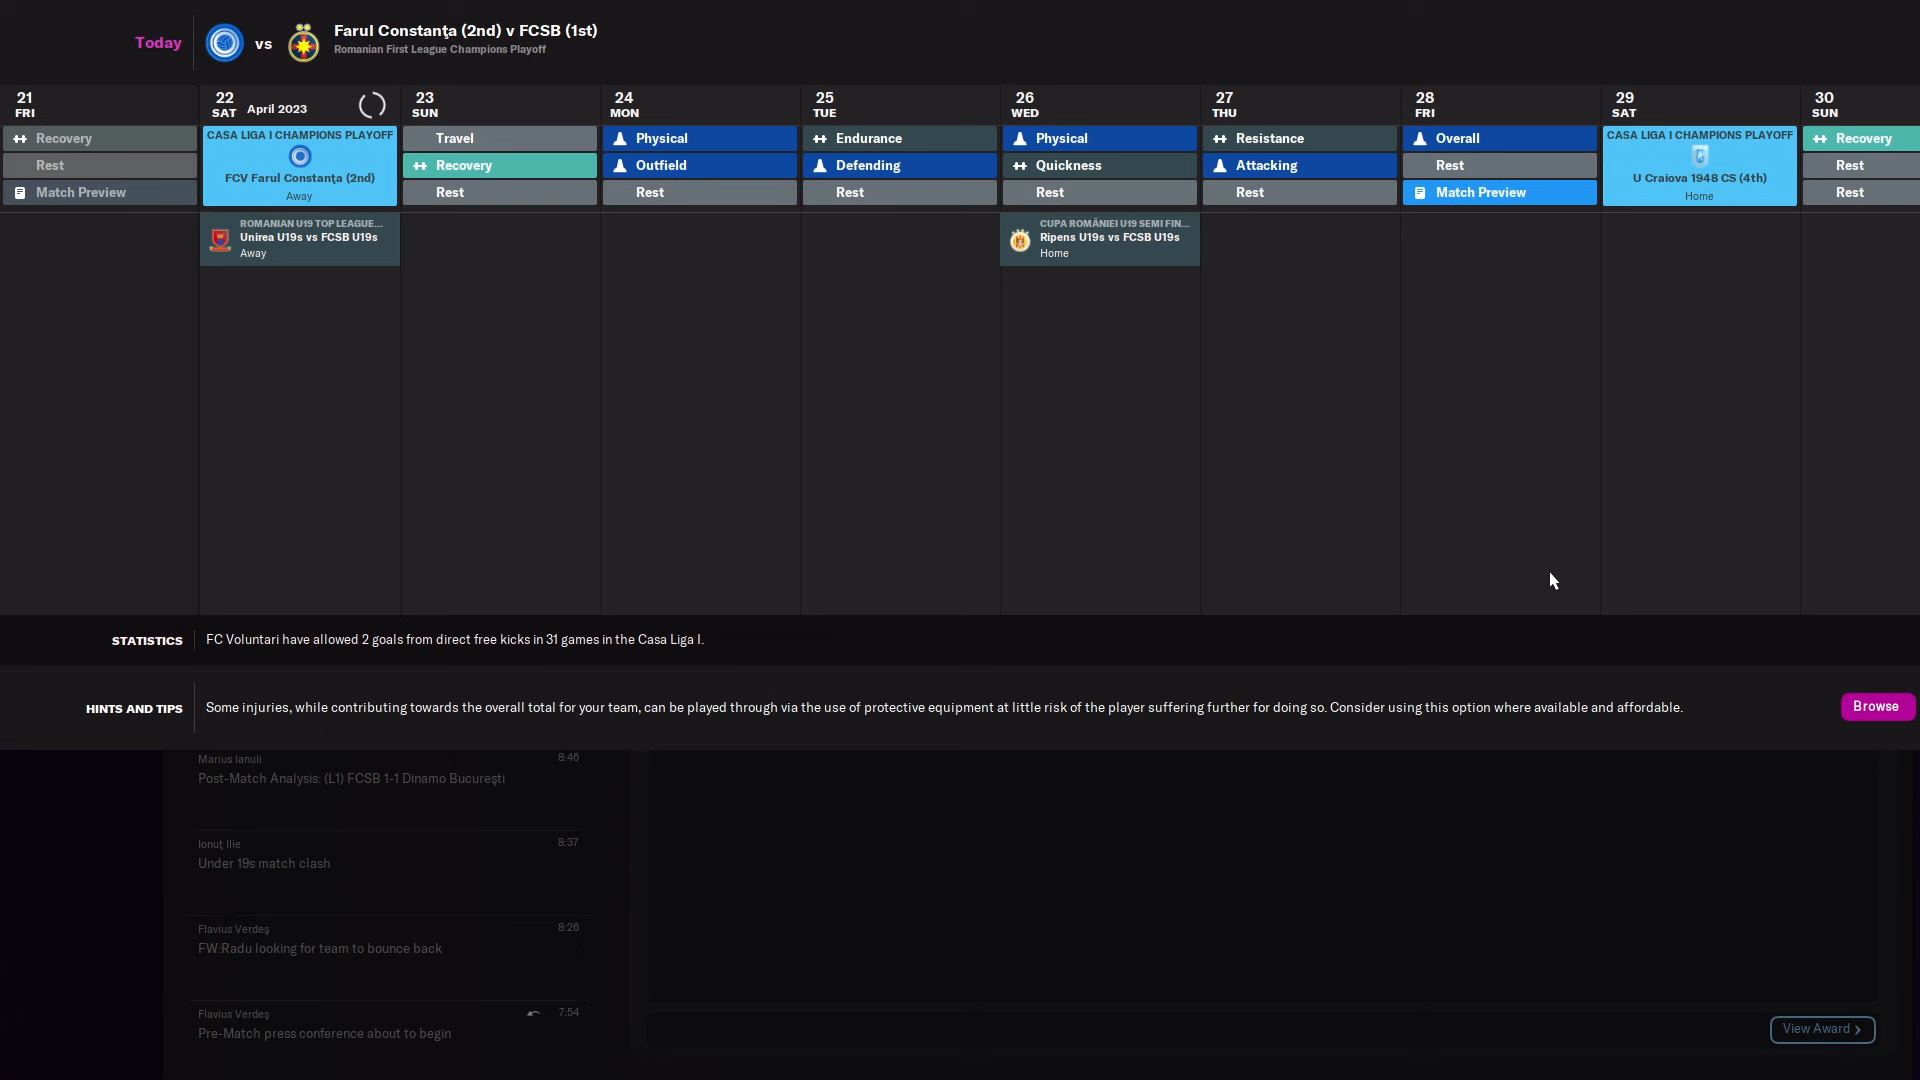 Today
vs
Farul Constanţa (2nd) v FCSB (1st)
Romanian First League Champions Playoff
21
FRI
Recovery
Rest
Match Preview
22
SAT April 2023
CASA LIGA I CHAMPIONS PLAYOFF
FCV Farul Constanţa (2nd)
Away
ROMANIAN U19 TOP LEAGUE...
Unirea U19s vs FCSB U19s
Away
23
SUN
Travel
Recovery
Rest
24
MON
Physical
Outfield
Rest
25
TUE
Endurance
Defending
Rest
26
WED
Physical
Quickness
Rest
CUPA ROMÂNIEI U19 SEMI FIN...
Ripens U19s vs FCSB U19s
Home
27
THU
Resistance
Attacking
Rest
28
FRI
Overall
Rest
Match Preview
29
SAT
CASA LIGA I CHAMPIONS PLAYOFF
U Craiova 1948 CS (4th)
Home
30
SUN
Recovery
Rest
Rest
STATISTICS
FC Voluntari have allowed 2 goals from direct free kicks in 31 games in the Casa Liga I.
HINTS AND TIPS
Some injuries, while contributing towards the overall total for your team, can be played through via the use of protective equipment at little risk of the player suffering further for doing so. Consider using this option where available and affordable.
Browse
Marius Ianuli 8:46
Post-Match Analysis: (L1) FCSB 1-1 Dinamo Bucureşti
Ionuţ Ilie 8:37
Under 19s match clash
Flavius Verdeş 8:26
FW:Radu looking for team to bounce back
Flavius Verdeş 7:54
Pre-Match press conference about to begin
View Award